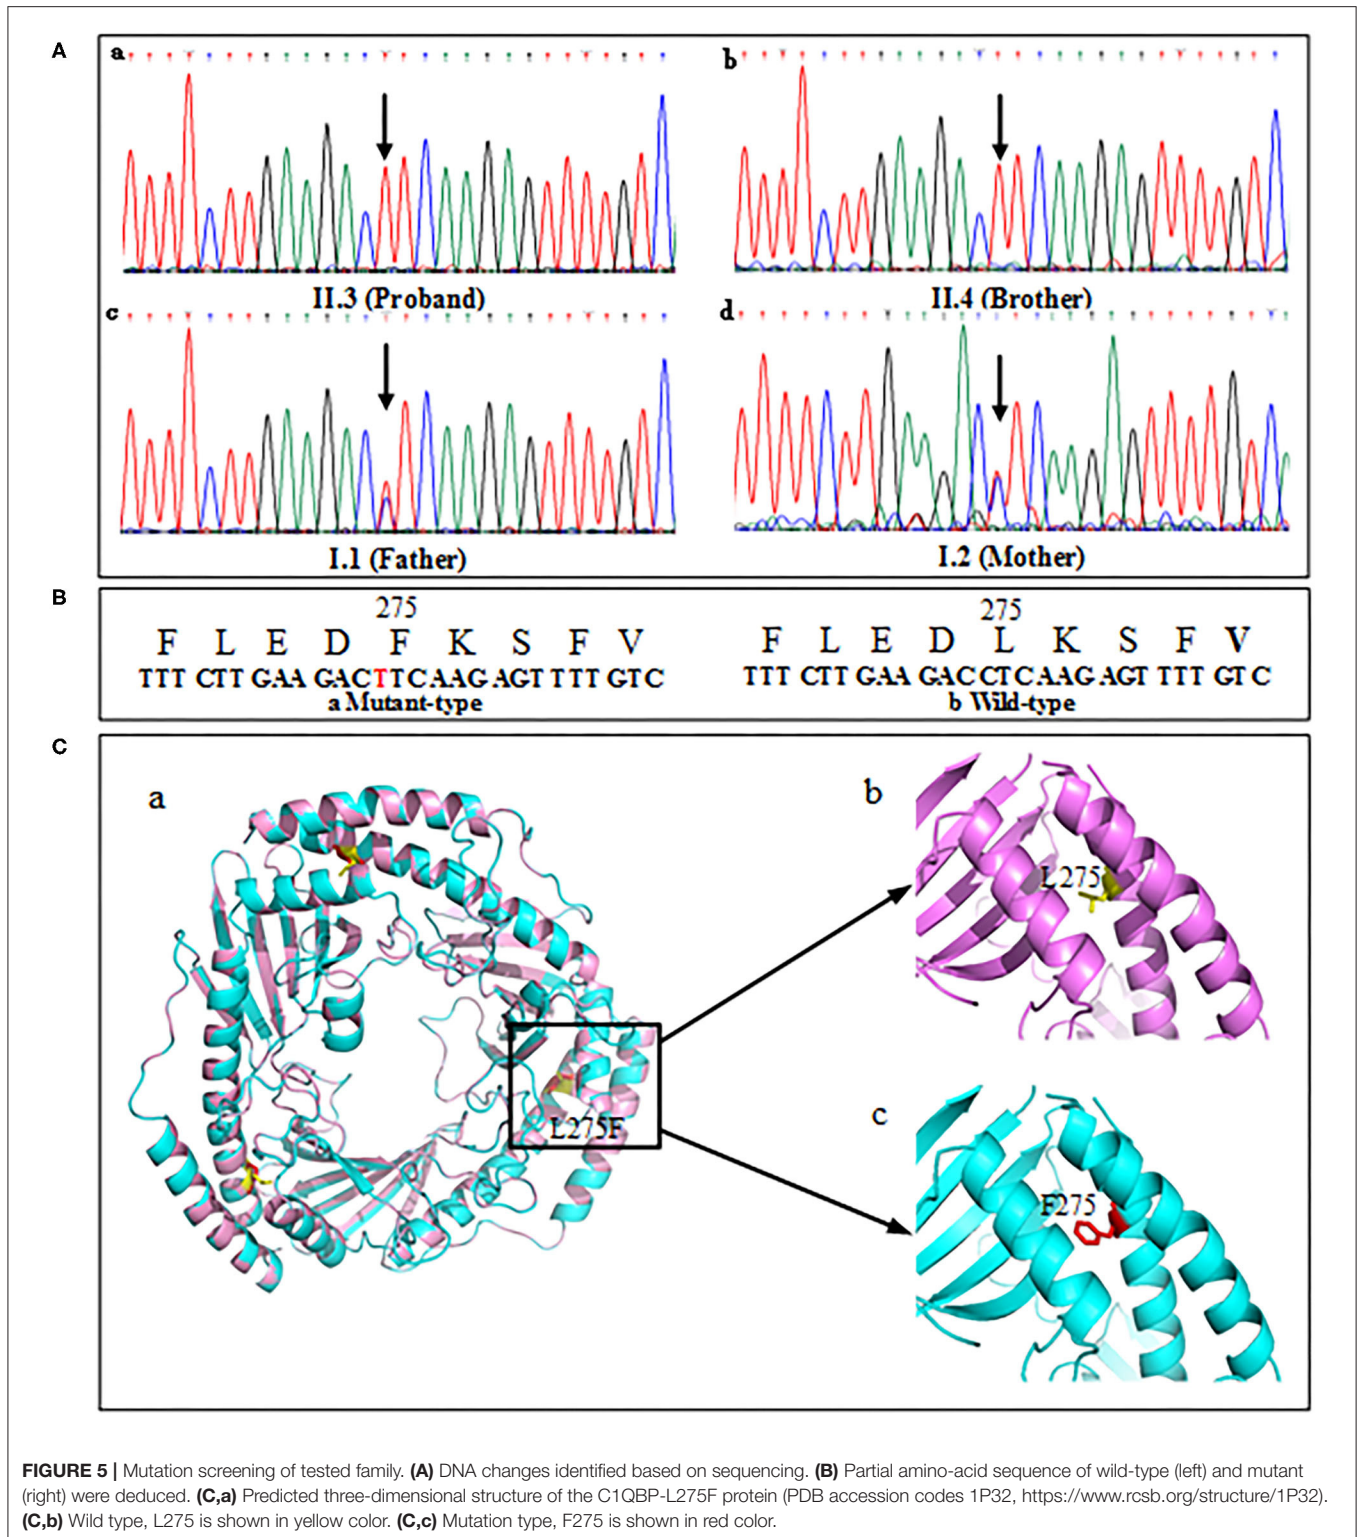 A
a
b
II.3 (Proband)
II.4 (Brother)
c
d
I.1 (Father)
I.2 (Mother)
B
275
F L E D F K S F V
TTT CTT GAA GACTTCAAGAGTTTTGTC
a Mutant-type
275
F L E D L K S F V
TTT CTT GAA GACCTCAAGAGT TTT GTC
b Wild-type
C
a
L275F
b
L275
c
F275
FIGURE 5 | Mutation screening of tested family. (A) DNA changes identified based on sequencing. (B) Partial amino-acid sequence of wild-type (left) and mutant
(right) were deduced. (C,a) Predicted three-dimensional structure of the C1QBP-L275F protein (PDB accession codes 1P32, https://www.rcsb.org/structure/1P32).
(C,b) Wild type, L275 is shown in yellow color. (C,c) Mutation type, F275 is shown in red color.